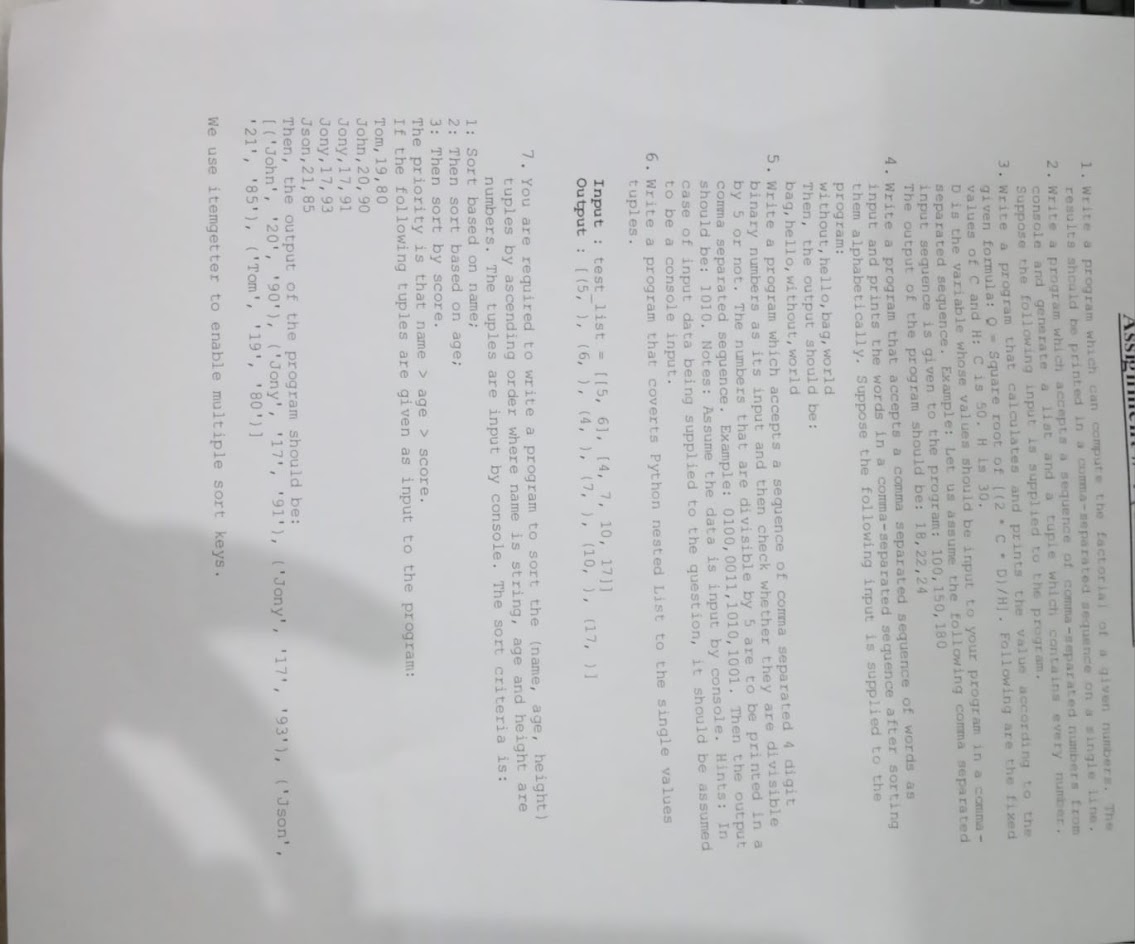 Assignment
1. Write a program which can compute the factorial of a given numbers. The
results should be printed in a comma-separated sequence on a single line.
2. Write a program which accepts a sequence of comma-separated numbers from
console and generate a list and a tuple which contains every number.
Suppose the following input is supplied to the program.
3. Write a program that calculates and prints the value according to the
given formula: Q = Square root of [(2 * C * D)/H]. Following are the fixed
values of C and H: C is 50. H is 30.
D is the variable whose values should be input to your program in a comma-
separated sequence. Example: Let us assume the following comma separated
input sequence is given to the program: 100,150,180
The output of the program should be: 18,22,24
4. Write a program that accepts a comma separated sequence of words as
input and prints the words in a comma-separated sequence after sorting
them alphabetically. Suppose the following input is supplied to the
program:
without,hello,bag,world
Then, the output should be:
bag,hello,without,world
5. Write a program which accepts a sequence of comma separated 4 digit
binary numbers as its input and then check whether they are divisible
by 5 or not. The numbers that are divisible by 5 are to be printed in a
comma separated sequence. Example: 0100,0011,1010,1001. Then the output
should be: 1010. Notes: Assume the data is input by console. Hints: In
case of input data being supplied to the question, it should be assumed
to be a console input.
6. Write a program that coverts Python nested List to the single values
tuples.
Input : test_list = [[5, 6], [4, 7, 10, 17]]
Output : [(5, ), (6, ), (4, ), (7, ), (10, ), (17, )]
7. You are required to write a program to sort the (name, age, height)
tuples by ascending order where name is string, age and height are
numbers. The tuples are input by console. The sort criteria is:
1: Sort based on name;
2: Then sort based on age;
3: Then sort by score.
The priority is that name > age > score.
If the following tuples are given as input to the program:
Tom,19,80
John,20,90
Jony,17,91
Jony,17,93
Json,21,85
Then, the output of the program should be:
[('John', '20', '90'), ('Jony', '17', '91'), ('Jony', '17', '93'), ('Json',
'21', '85'), ('Tom', '19', '80')]
We use itemgetter to enable multiple sort keys.